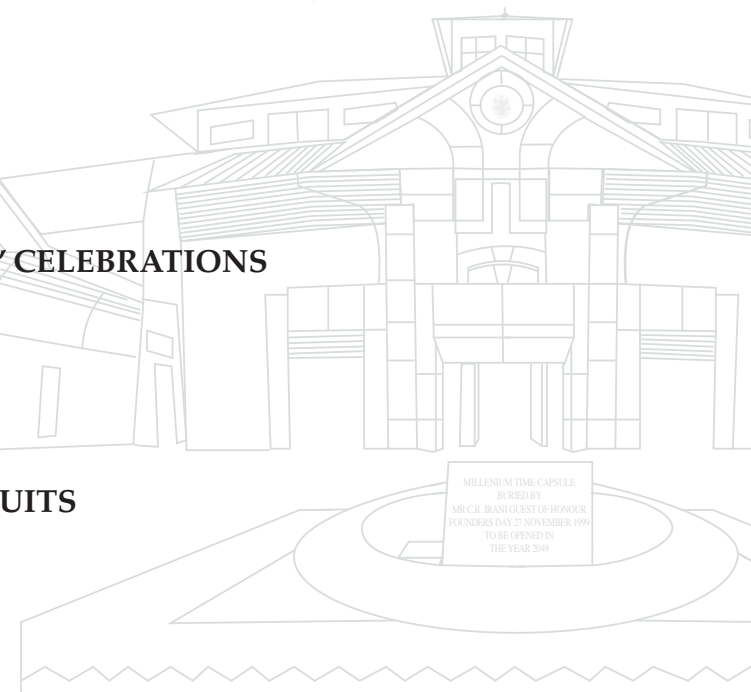 CELEBRATIONS
UITS
MILLENIUM TIME CAPSULE
BURIED BY
MR C.R. IRANI GUEST OF HONOUR
FOUNDERS DAY 27 NOVEMBER 1999
TO BE OPENED IN
THE YEAR 2049